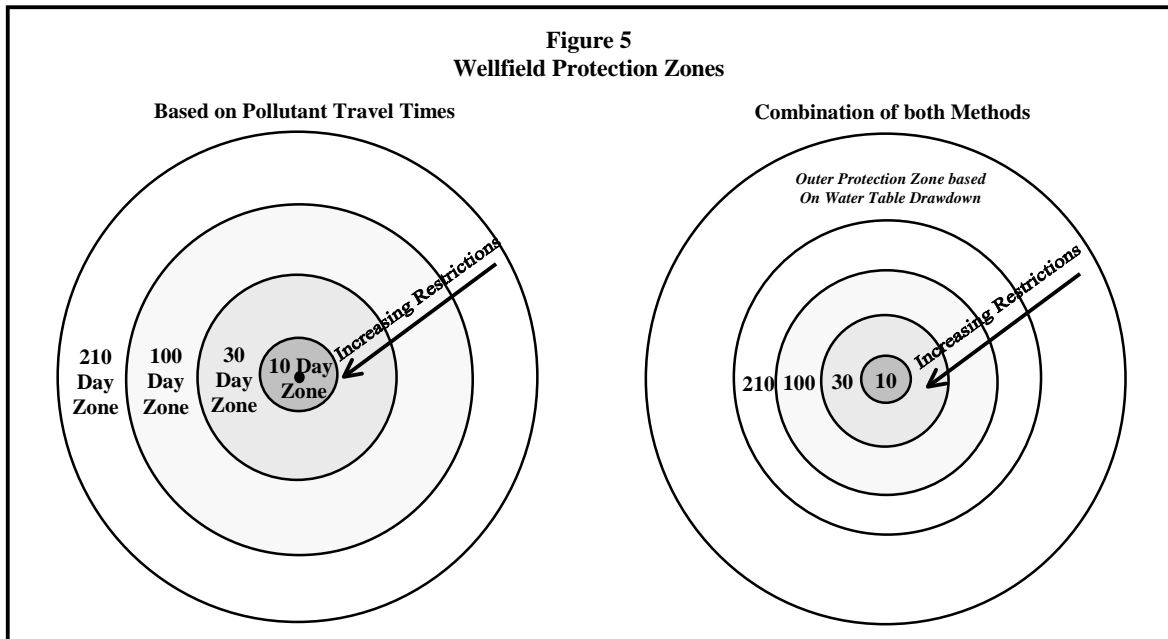 Figure 5
Wellfield Protection Zones
Based on Pollutant Travel Times
210
Day
Zone
100
Day
Zone
30
Day
Zone
10 Day
Zone
Increasing Restrictions
Combination of both Methods
Outer Protection Zone based
On Water Table Drawdown
210
100
30
10
Increasing Restrictions